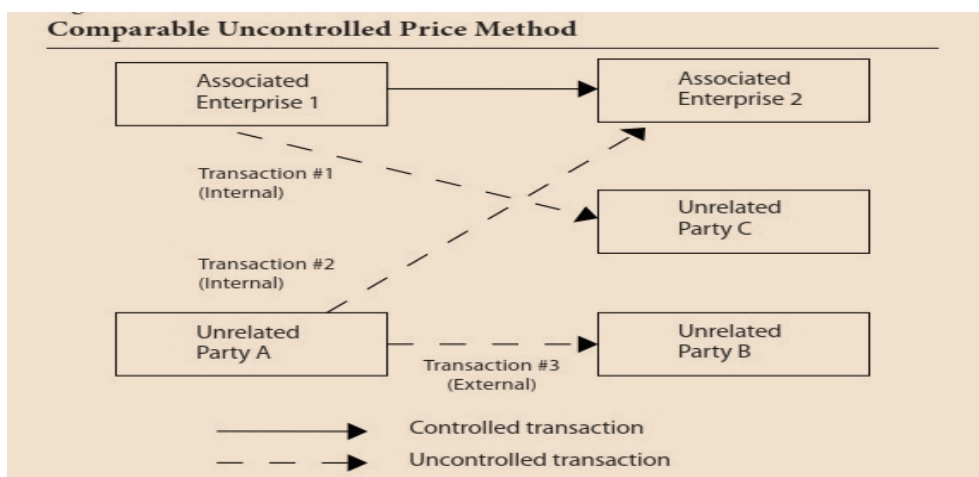 Comparable Uncontrolled Price Method
Associated
Enterprise 1
Associated
Enterprise 2
Transaction #1
(Internal)
Unrelated
Party C
Transaction #2
(Internal)
Unrelated
Party A
Unrelated
Party B
Transaction #3
(External)
Controlled transaction
Uncontrolled transaction